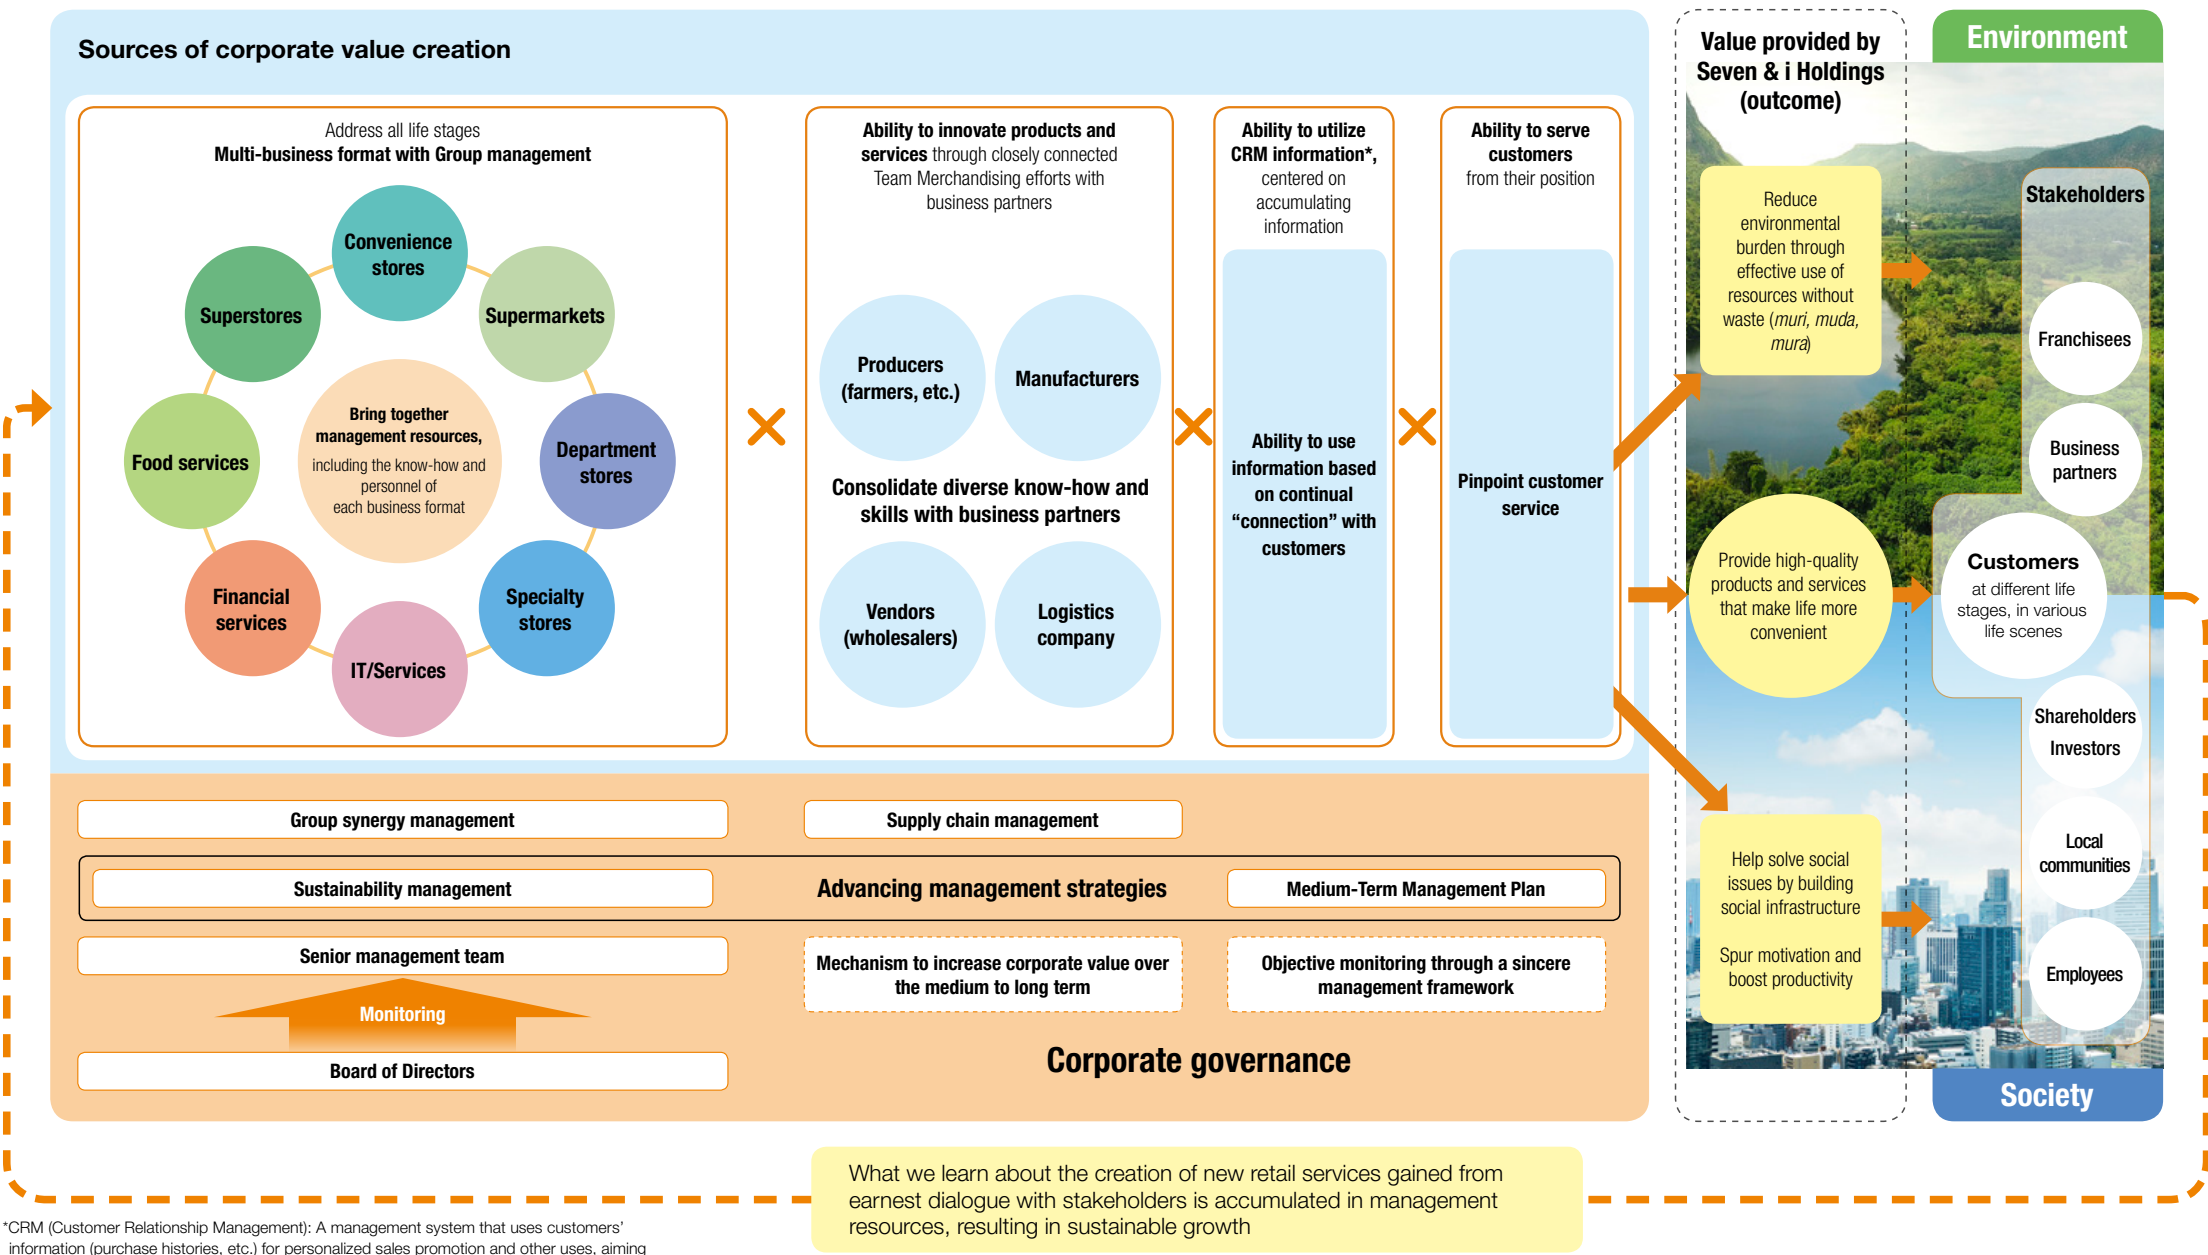 Sources of corporate value creation
Address all life stages
Multi-business format with Group management
Convenience
stores
Superstores
Supermarkets
Food services
Bring together
management resources,
including the know-how and
personnel of
each business format
Department
stores
Financial
services
Specialty
stores
IT/Services
Ability to innovate products and
services through closely connected
Team Merchandising efforts with
business partners
Producers
(farmers, etc.)
Manufacturers
Consolidate diverse know-how and
skills with business partners
Vendors
(wholesalers)
Logistics
company
Ability to utilize
CRM information*,
centered on
accumulating
information
Ability to use
information based
on continual
“connection” with
customers
Ability to serve
customers
from their position
Pinpoint customer
service
Group synergy management
Supply chain management
Sustainability management
Advancing management strategies
Medium-Term Management Plan
Senior management team
Mechanism to increase corporate value over
the medium to long term
Objective monitoring through a sincere
management framework
Monitoring
Board of Directors
Corporate governance
Value provided by
Seven & i Holdings
(outcome)
Reduce
environmental
burden through
effective use of
resources without
waste (muri, muda,
mura)
Provide high-quality
products and services
that make life more
convenient
Help solve social
issues by building
social infrastructure
Spur motivation and
boost productivity
Environment
Stakeholders
Franchisees
Business
partners
Customers
at different life
stages, in various
life scenes
Shareholders
Investors
Local
communities
Employees
Society
What we learn about the creation of new retail services gained from
earnest dialogue with stakeholders is accumulated in management
resources, resulting in sustainable growth
*CRM (Customer Relationship Management): A management system that uses customers’
information (purchase histories, etc.) for personalized sales promotion and other uses, aiming